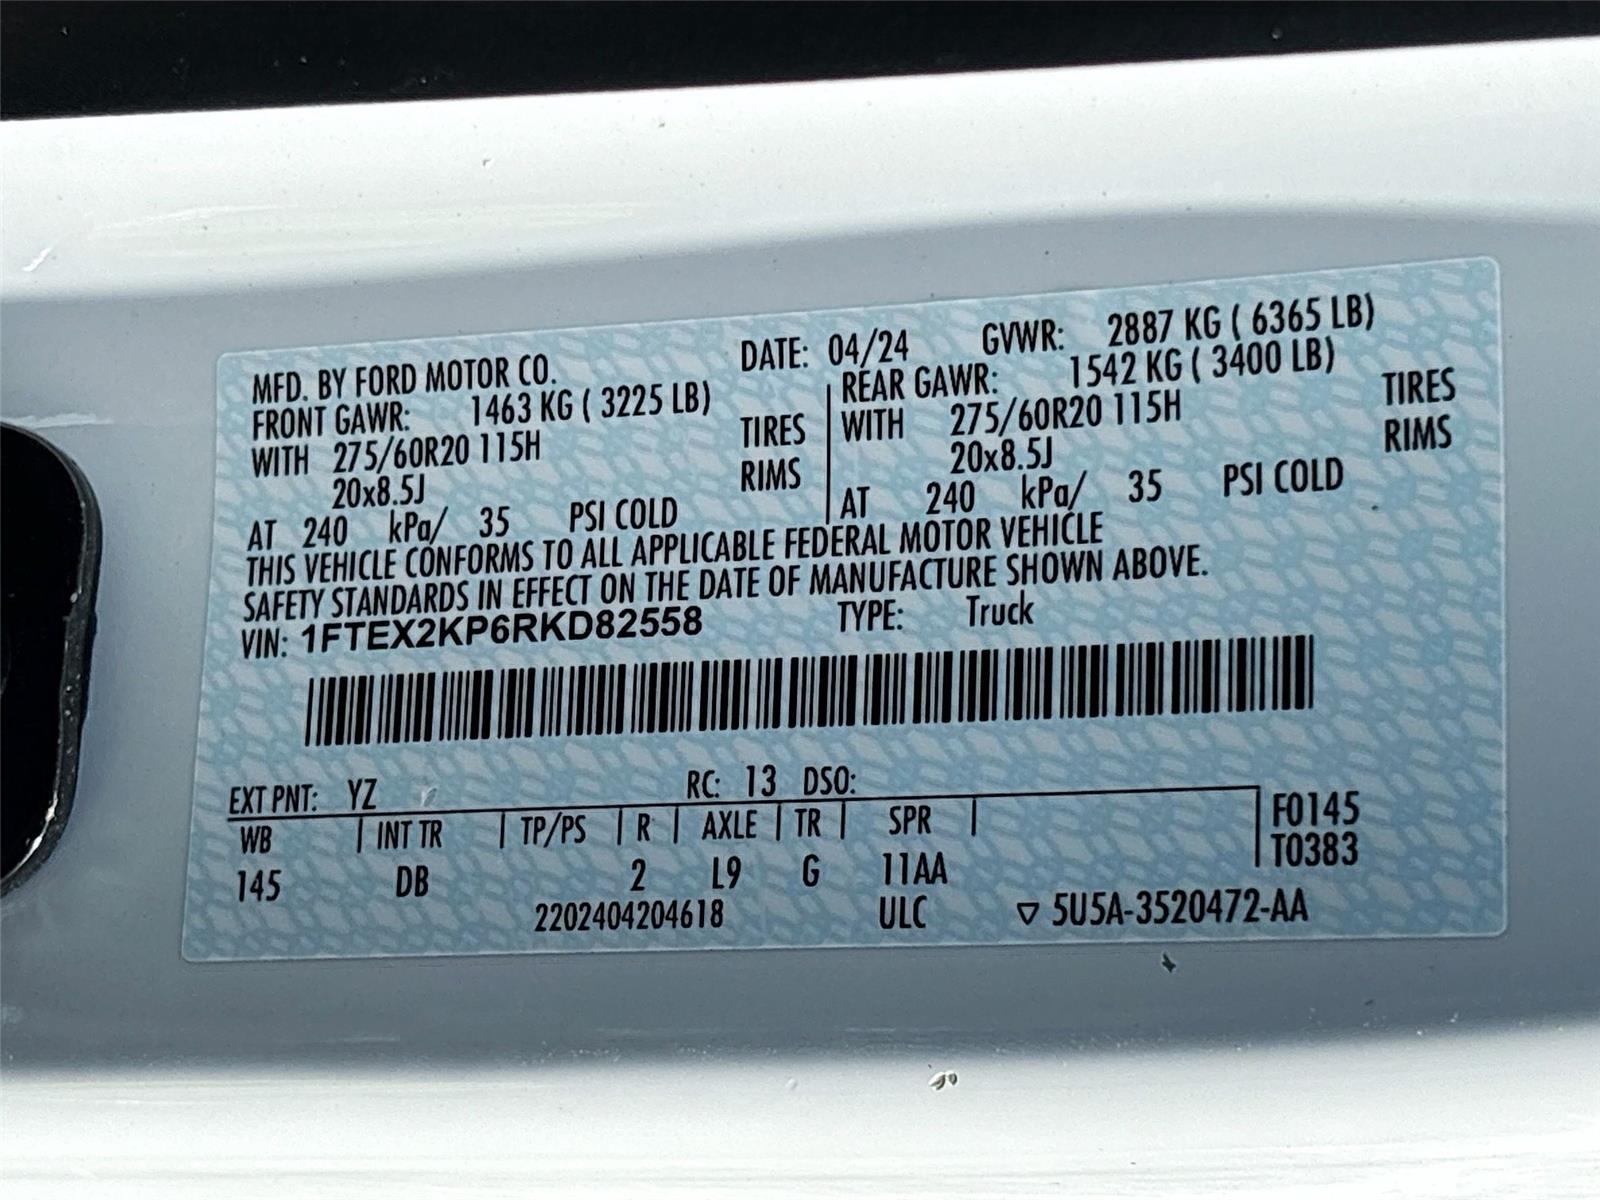 MFD. BY FORD MOTOR CO. DATE: 04/24 GVWR: 2887 KG ( 6365 LB)
FRONT GAWR: 1463 KG ( 3225 LB) REAR GAWR: 1542 KG ( 3400 LB)
WITH 275/60R20 115H TIRES WITH 275/60R20 115H TIRES
20x8.5J RIMS 20x8.5J RIMS
AT 240 kPa/ 35 PSI COLD AT 240 kPa/ 35 PSI COLD
THIS VEHICLE CONFORMS TO ALL APPLICABLE FEDERAL MOTOR VEHICLE
SAFETY STANDARDS IN EFFECT ON THE DATE OF MANUFACTURE SHOWN ABOVE.
VIN: 1FTEX2KP6RKD82558 TYPE: Truck
EXT PNT: YZ RC: 13 DSO:
WB INT TR TP/PS R AXLE TR SPR F0145
T0383
145 DB 2 L9 G 11AA
2202404204618 ULC ▽ 5U5A-3520472-AA